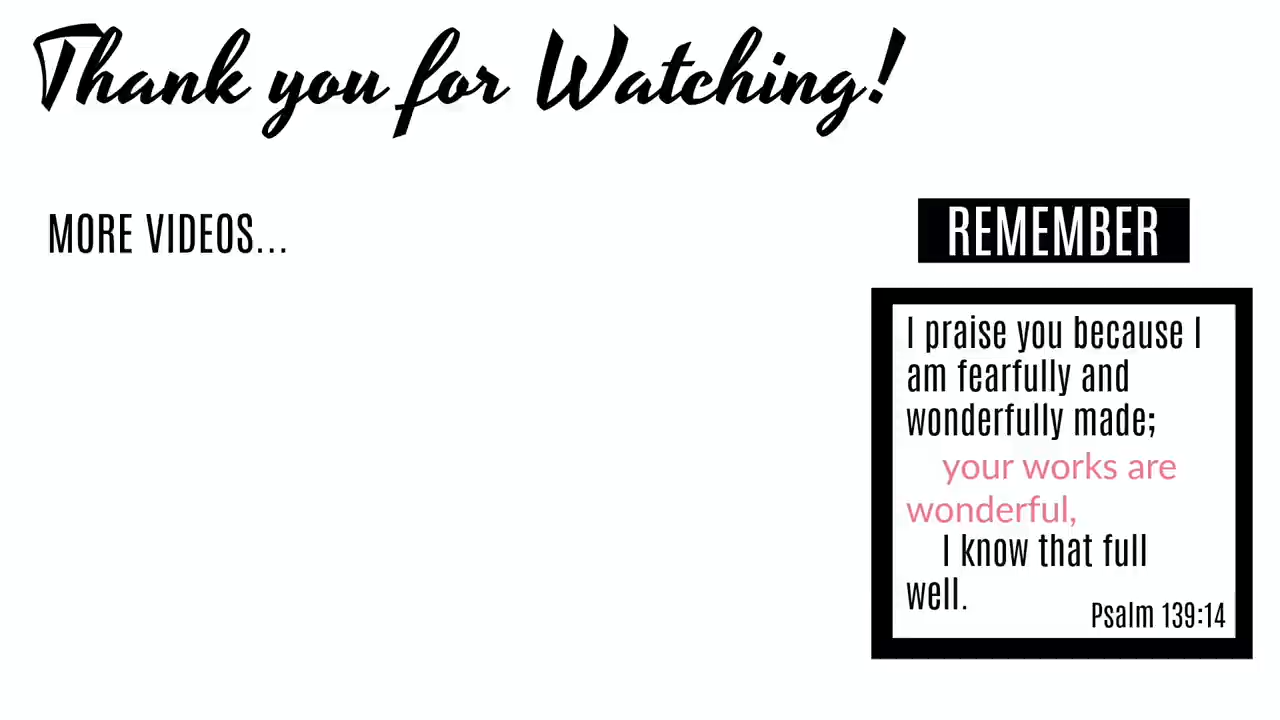 Thank you for Watching!
MORE VIDEOS...
REMEMBER
I praise you because I
am fearfully and
wonderfully made;
your works are
wonderful,
I know that full
well.
Psalm 139:14